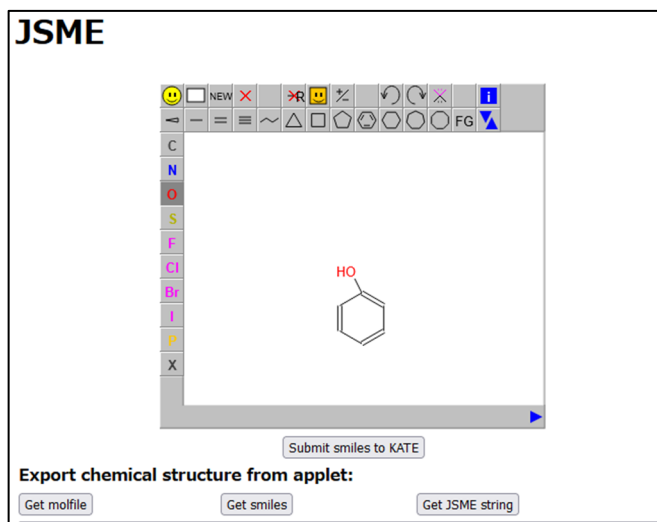 JSME
NEW R +/- i
FG
C
N
O
S
F
Cl
Br
I
P
X
HO
Submit smiles to KATE
Export chemical structure from applet:
Get molfile Get smiles Get JSME string